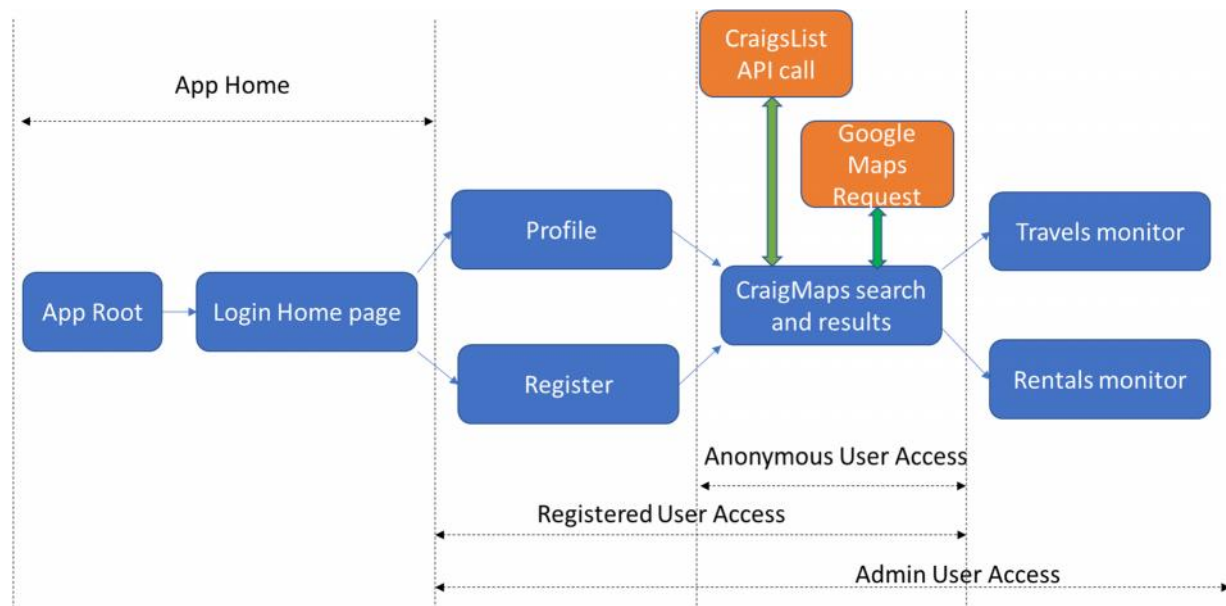 CraigsList
API call
App Home
Google
Maps
Request
Profile
Travels monitor
App Root
Login Home page
CraigMaps search
and results
Register
Rentals monitor
Anonymous User Access
Registered User Access
Admin User Access